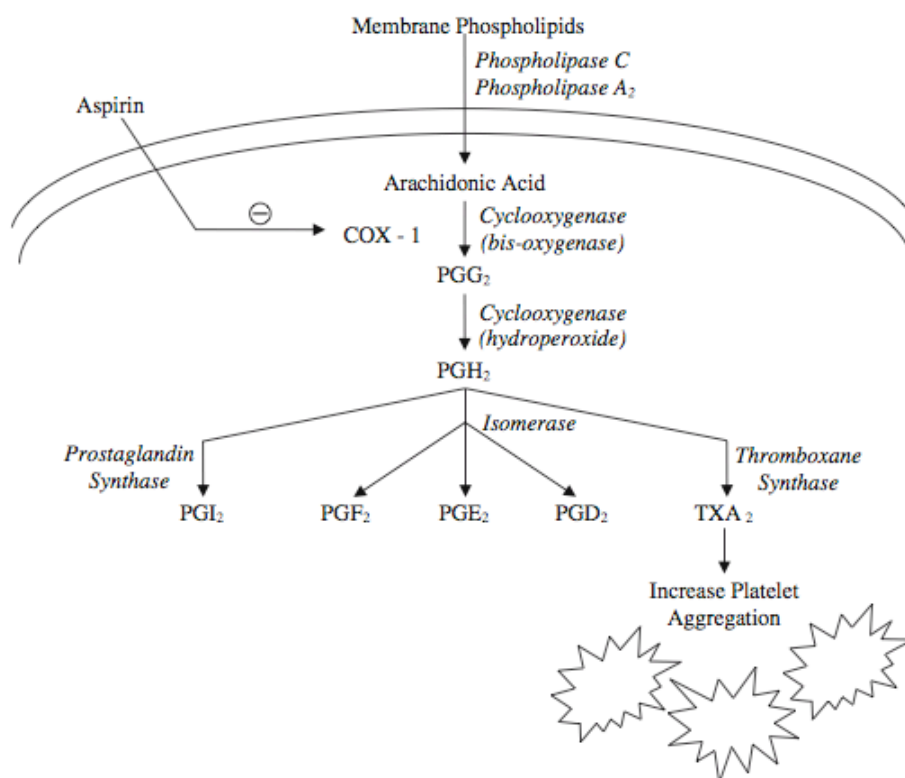 Membrane Phospholipids
Phospholipase C
Phospholipase A₂
Aspirin
Arachidonic Acid
Cyclooxygenase
(bis-oxygenase)
COX - 1
PGG₂
Cyclooxygenase
(hydroperoxide)
PGH₂
Isomerase
Prostaglandin
Synthase
Thromboxane
Synthase
PGI₂
PGF₂
PGE₂
PGD₂
TXA ₂
Increase Platelet
Aggregation